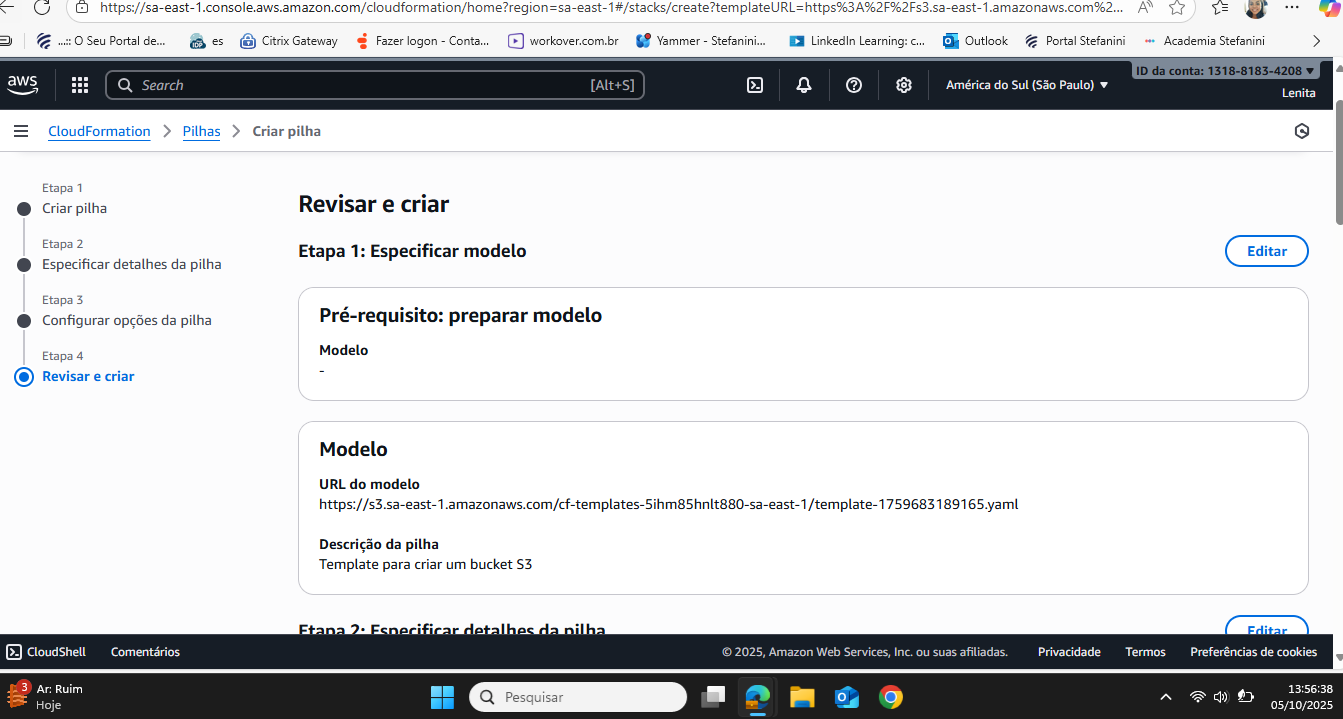 https://sa-east-1.console.aws.amazon.com/cloudformation/home?region=sa-east-1#/stacks/create?templateURL=https%3A%2F%2Fs3.sa-east-1.amazonaws.com%2...
...:: O Seu Portal de...
es
Citrix Gateway
Fazer logon - Conta...
workover.com.br
Yammer - Stefanini...
LinkedIn Learning: c...
Outlook
Portal Stefanini
Academia Stefanini
aws
Search
[Alt+S]
América do Sul (São Paulo)
ID da conta: 1318-8183-4208
Lenita
CloudFormation
Pilhas
Criar pilha
Etapa 1
Criar pilha
Etapa 2
Especificar detalhes da pilha
Etapa 3
Configurar opções da pilha
Etapa 4
Revisar e criar
Revisar e criar
Etapa 1: Especificar modelo
Editar
Pré-requisito: preparar modelo
Modelo
-
Modelo
URL do modelo
https://s3.sa-east-1.amazonaws.com/cf-templates-5ihm85hnlt880-sa-east-1/template-1759683189165.yaml
Descrição da pilha
Template para criar um bucket S3
Etapa 2: Especificar detalhes da pilha
Editar
CloudShell
Comentários
© 2025, Amazon Web Services, Inc. ou suas afiliadas.
Privacidade
Termos
Preferências de cookies
3
Ar: Ruim
Hoje
Pesquisar
13:56:38
05/10/2025